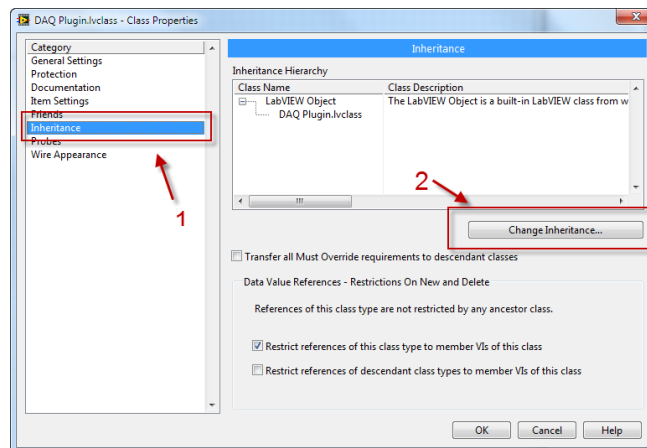 DAQ Plugin.lvclass - Class Properties
Category
General Settings
Protection
Documentation
Item Settings
Friends
Inheritance
Probes
Wire Appearance
1
Inheritance
Inheritance Hierarchy
Class Name Class Description
LabVIEW Object The LabVIEW Object is a built-in LabVIEW class from w
DAQ Plugin.lvclass
2
Change Inheritance...
Transfer all Must Override requirements to descendant classes
Data Value References - Restrictions On New and Delete
References of this class type are not restricted by any ancestor class.
Restrict references of this class type to member VIs of this class
Restrict references of descendant class types to member VIs of this class
OK Cancel Help